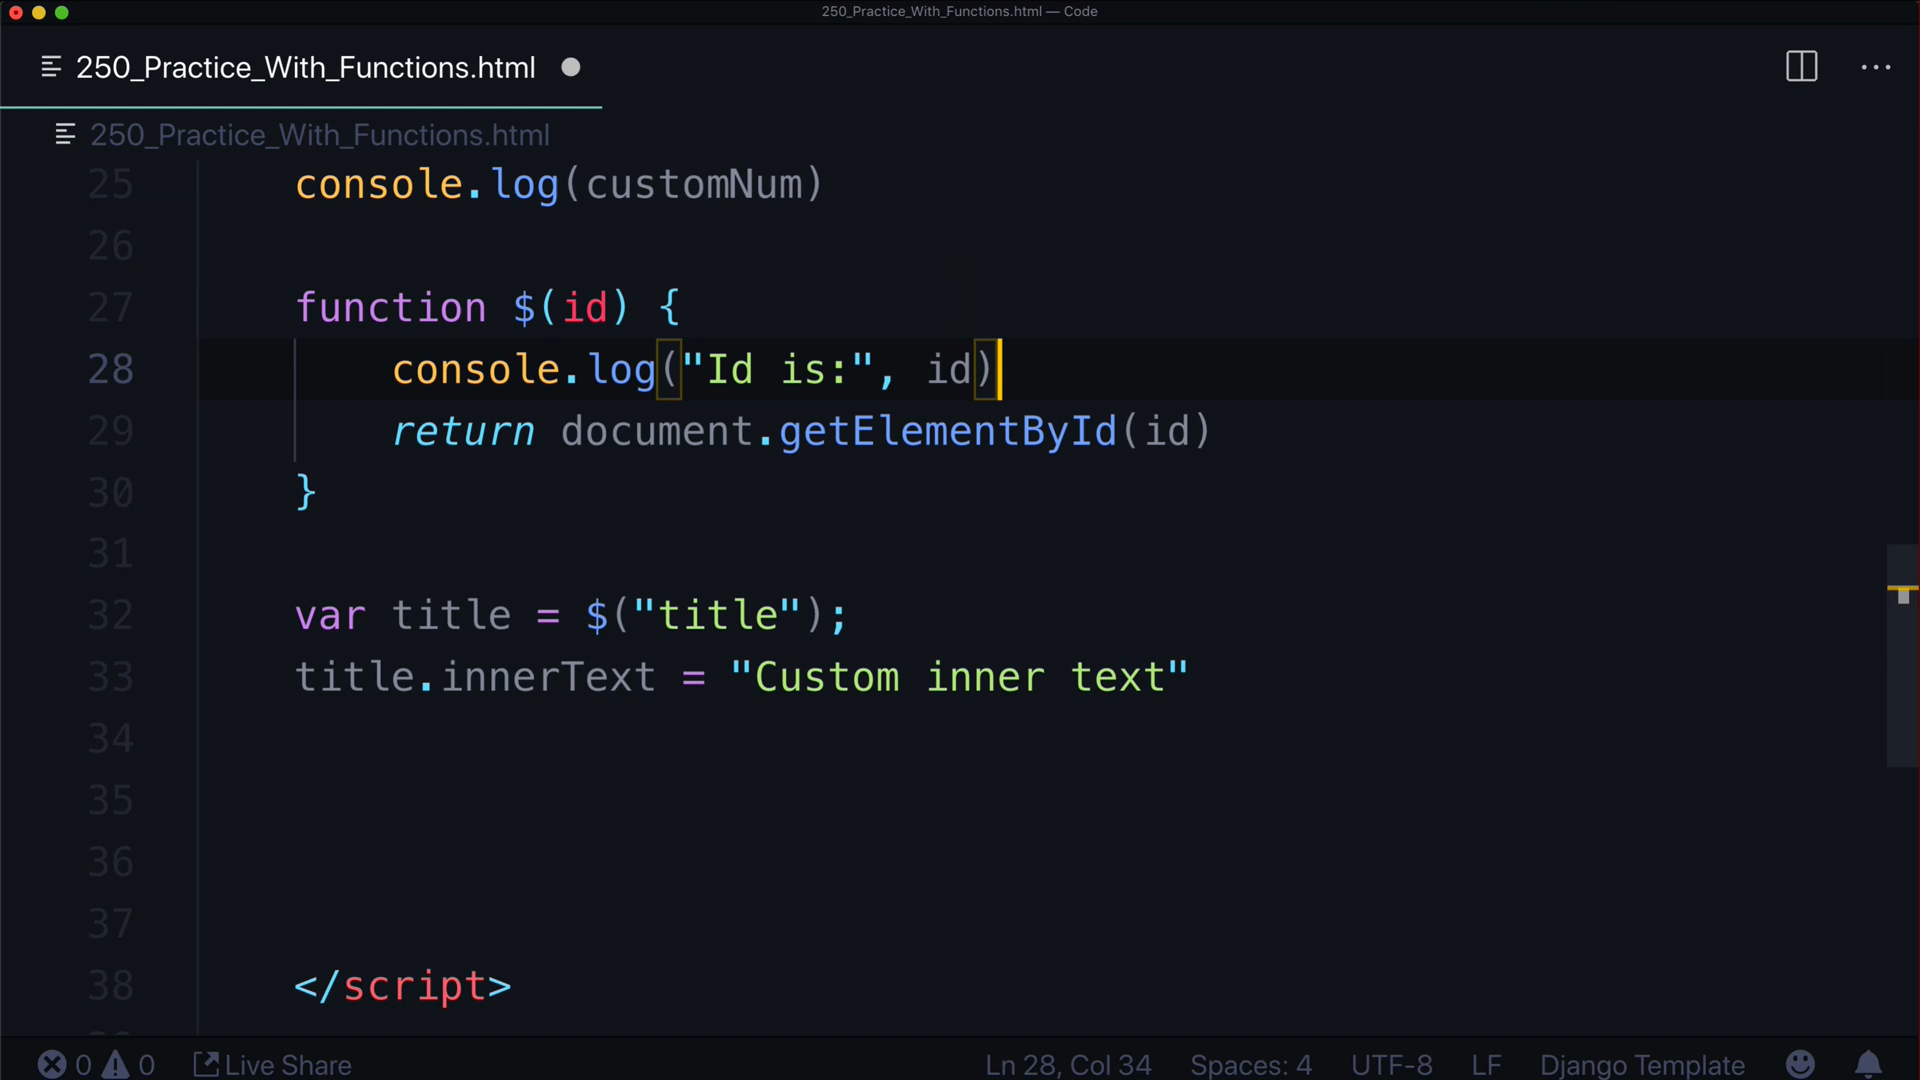 250_Practice_With_Functions.html — Code
250_Practice_With_Functions.html
250_Practice_With_Functions.html
25 console.log(customNum)
26
27 function $(id) {
28 console.log("Id is:", id)
29 return document.getElementById(id)
30 }
31
32 var title = $("title");
33 title.innerText = "Custom inner text"
34
35
36
37
38 </script>
0 0 Live Share Ln 28, Col 34 Spaces: 4 UTF-8 LF Django Template